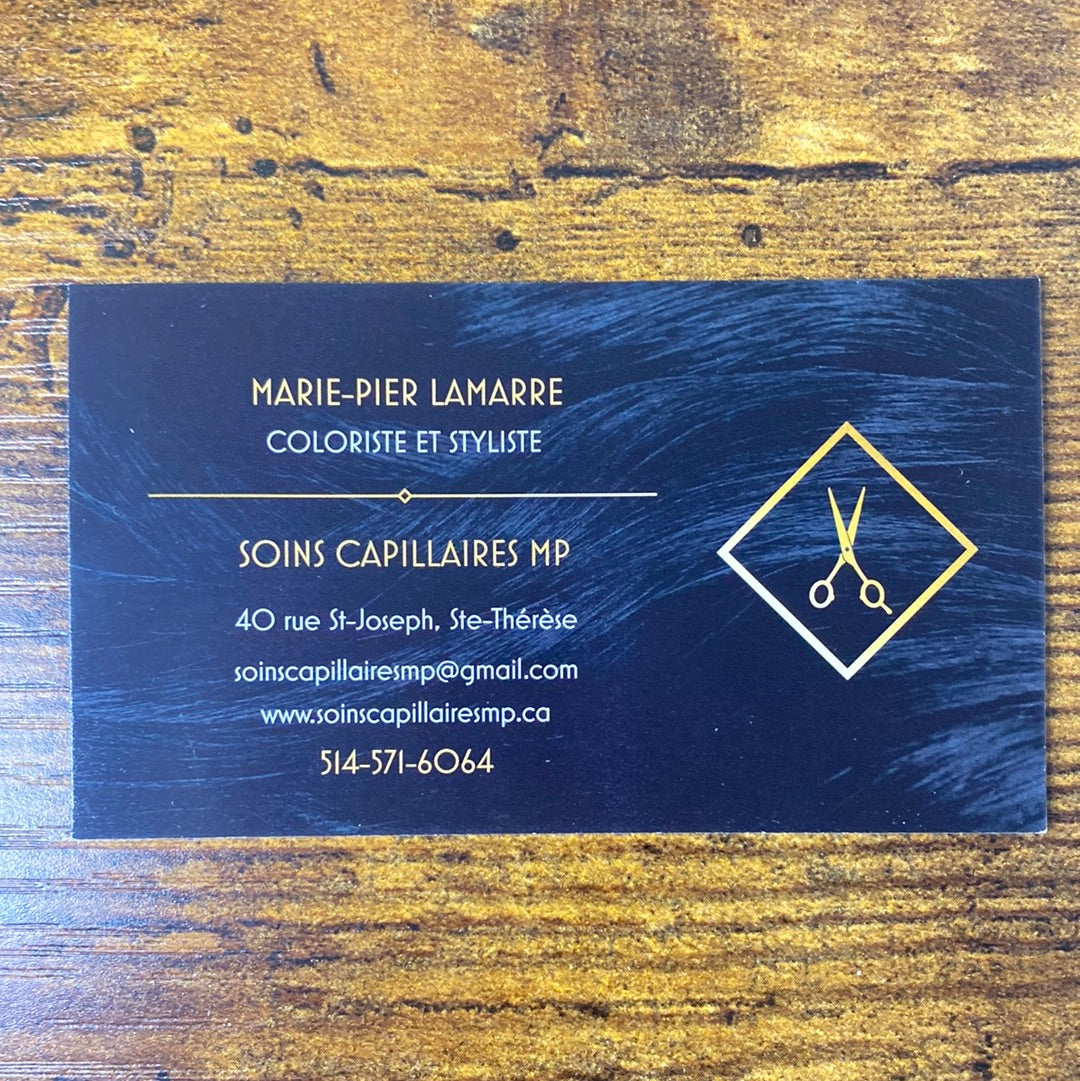 MARIE-PIER LAMARRE
COLORISTE ET STYLISTE
SOINS CAPILLAIRES MP
40 rue St-Joseph, Ste-Thérèse
soinscapillairesmp@gmail.com
www.soinscapillairesmp.ca
514-571-6064